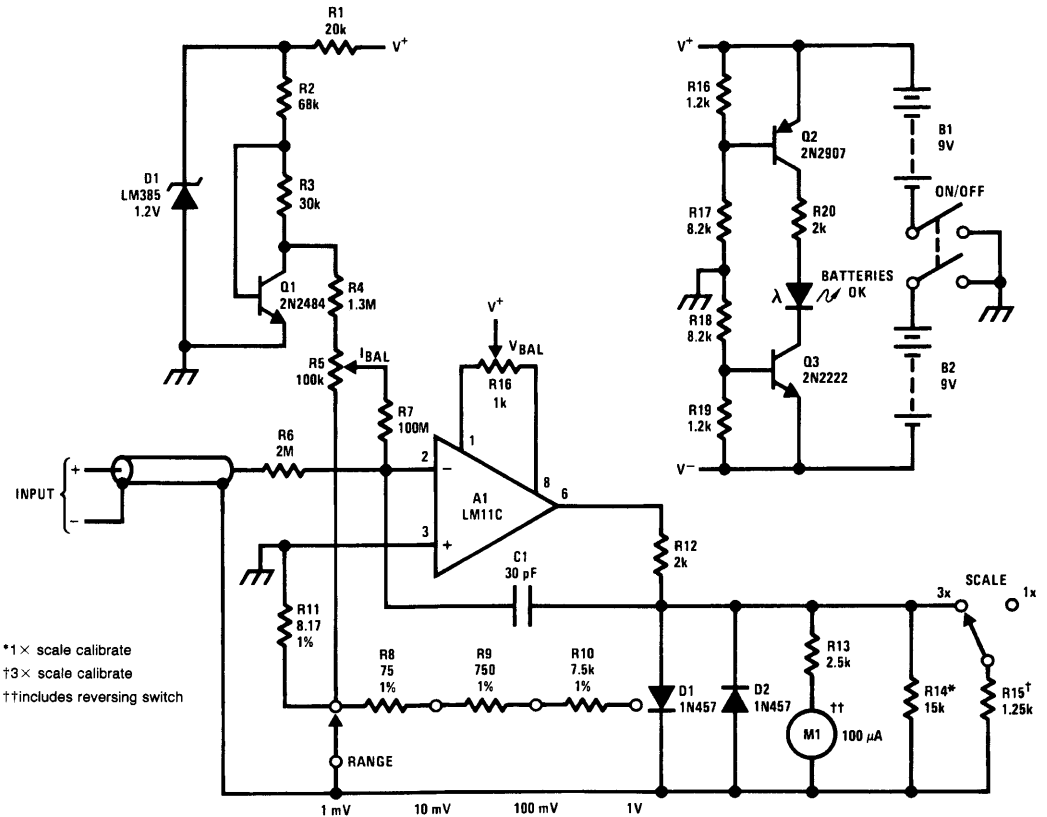 R1
20k
V+
R2
68k
D1
LM385
1.2V
R3
30k
Q1
2N2484
R4
1.3M
R5
100k
IBAL
R7
100M
V+
VBAL
R16
1k
V+
R16
1.2k
Q2
2N2907
R17
8.2k
R20
2k
λ
BATTERIES
OK
R18
8.2k
Q3
2N2222
R19
1.2k
V−
B1
9V
ON/OFF
B2
9V
INPUT
+
−
R6
2M
2
−
1
A1
LM11C
8
6
3
+
R12
2k
C1
30 pF
R11
8.17
1%
R8
75
1%
R9
750
1%
R10
7.5k
1%
D1
1N457
D2
1N457
R13
2.5k
M1
††
100 μA
R14*
15k
SCALE
3x
1x
R15†
1.25k
RANGE
1 mV
10 mV
100 mV
1V
*1× scale calibrate
†3× scale calibrate
††includes reversing switch